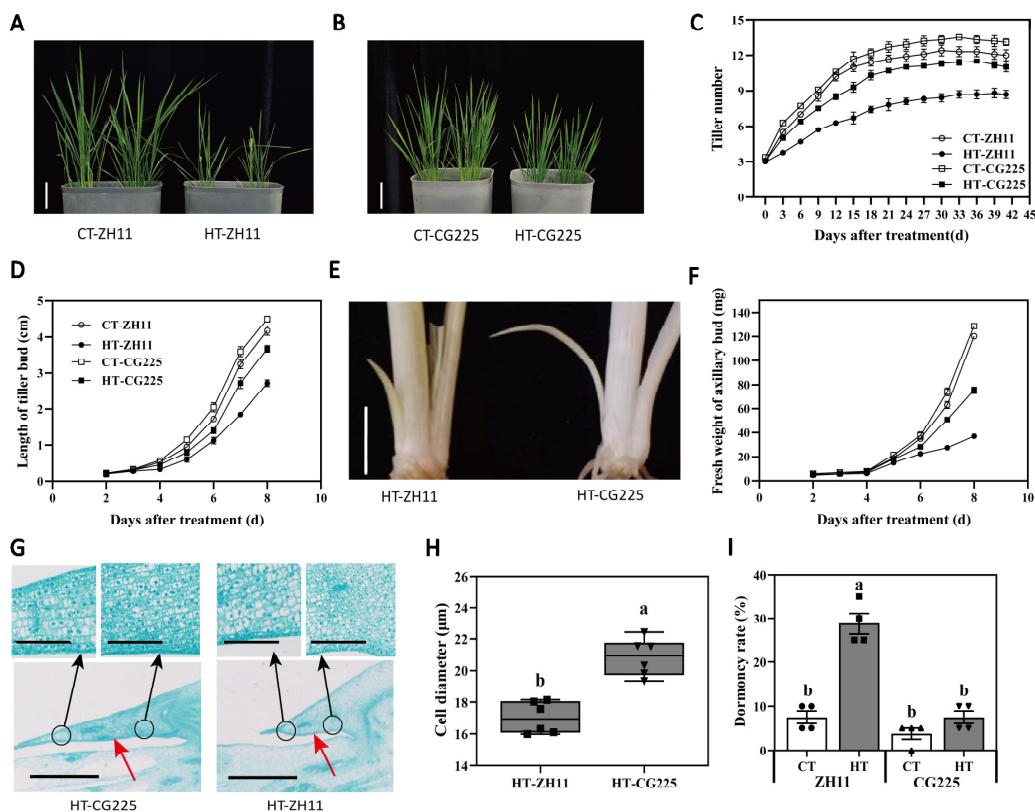 A
CT-ZH11
HT-ZH11
B
CT-CG225
HT-CG225
C
Tiller number
15
12
9
6
3
0
CT-ZH11
HT-ZH11
CT-CG225
HT-CG225
0 3 6 9 12 15 18 21 24 27 30 33 36 39 42 45
Days after treatment(d)
D
Length of tiller bud (cm)
5
4
3
2
1
0
CT-ZH11
HT-ZH11
CT-CG225
HT-CG225
0 2 4 6 8 10
Days after treatment (d)
E
HT-ZH11
HT-CG225
F
Fresh weight of axillary bud (mg)
120
100
80
60
40
20
0
0 2 4 6 8 10
Days after treatment (d)
G
HT-CG225
HT-ZH11
H
Cell diameter (μm)
26
24
22
20
18
16
14
b
a
HT-ZH11
HT-CG225
I
Dormoncy rate (%)
40
30
20
10
0
b
a
b
b
CT HT CT HT
ZH11 CG225